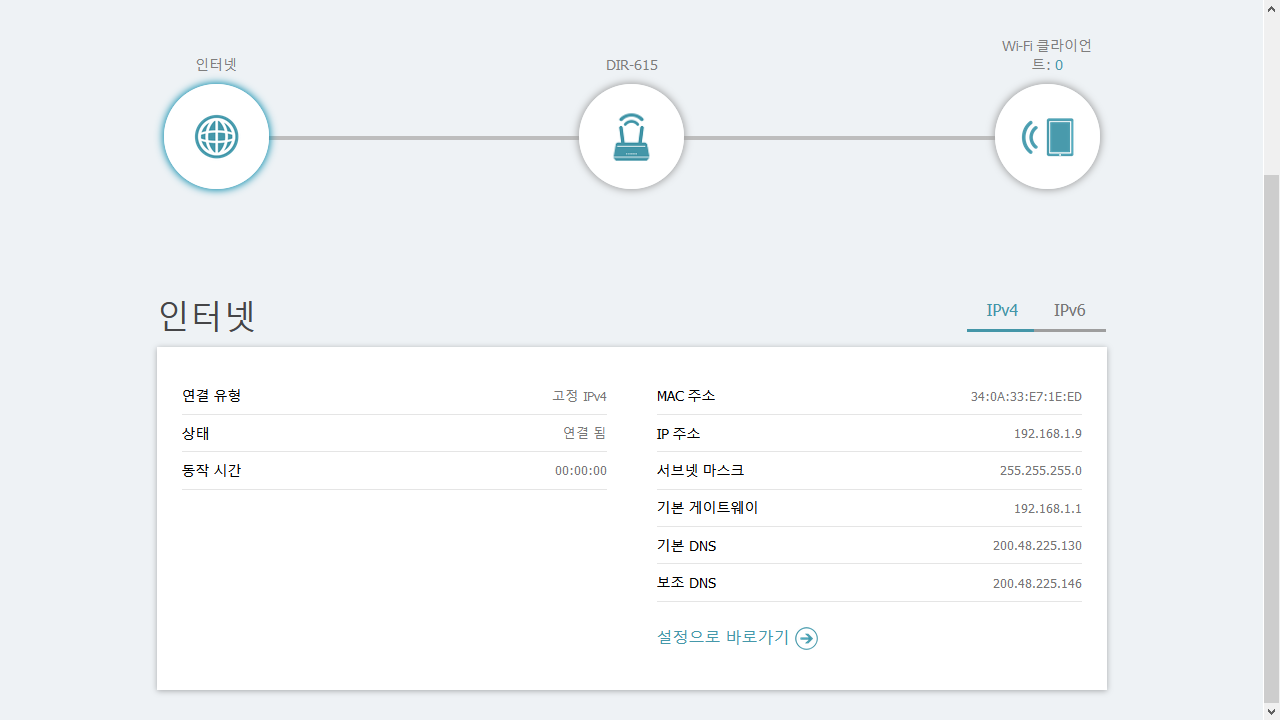 인터넷
DIR-615
Wi-Fi 클라이언
트: 0
인터넷
IPv4
IPv6
연결 유형
고정 IPv4
상태
연결 됨
동작 시간
00:00:00
MAC 주소
34:0A:33:E7:1E:ED
IP 주소
192.168.1.9
서브넷 마스크
255.255.255.0
기본 게이트웨이
192.168.1.1
기본 DNS
200.48.225.130
보조 DNS
200.48.225.146
설정으로 바로가기